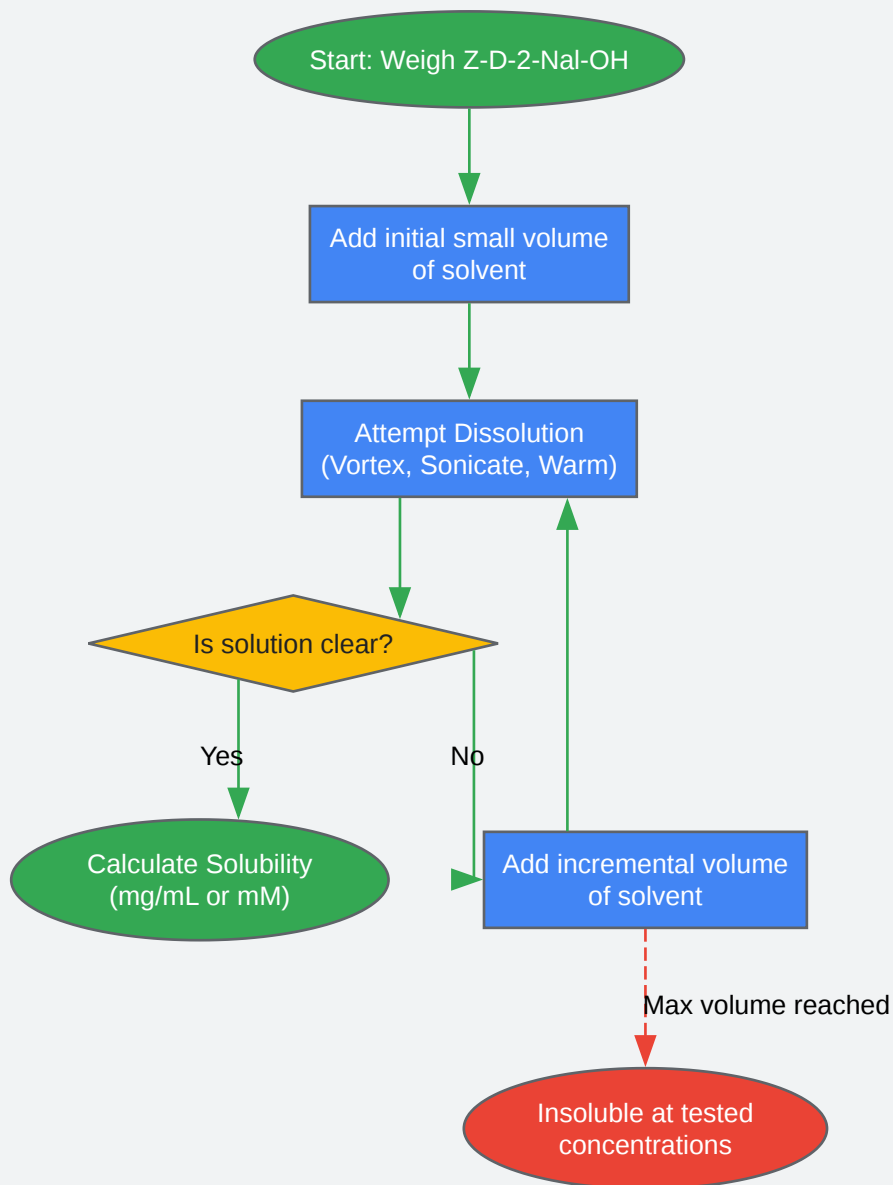 Start: Weigh Z-D-2-Nal-OH
Add initial small volume
of solvent
Attempt Dissolution
(Vortex, Sonicate, Warm)
Is solution clear?
Yes
No
Calculate Solubility
(mg/mL or mM)
Add incremental volume
of solvent
Max volume reached
Insoluble at tested
concentrations